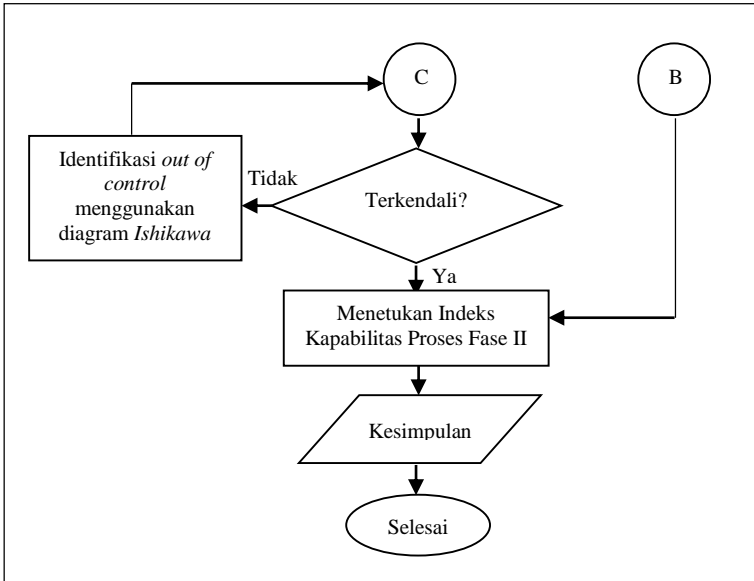 C
B
Identifikasi out of
control
menggunakan
diagram Ishikawa
Tidak
Terkendali?
Ya
Menetukan Indeks
Kapabilitas Proses Fase II
Kesimpulan
Selesai